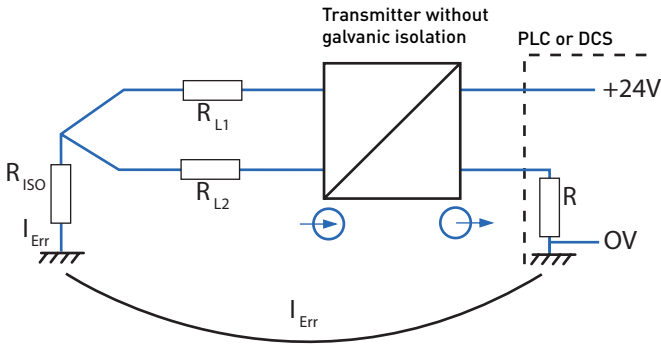 Transmitter without
galvanic isolation
PLC or DCS
+24V
R L1
R ISO
R L2
R
I Err
0V
I Err